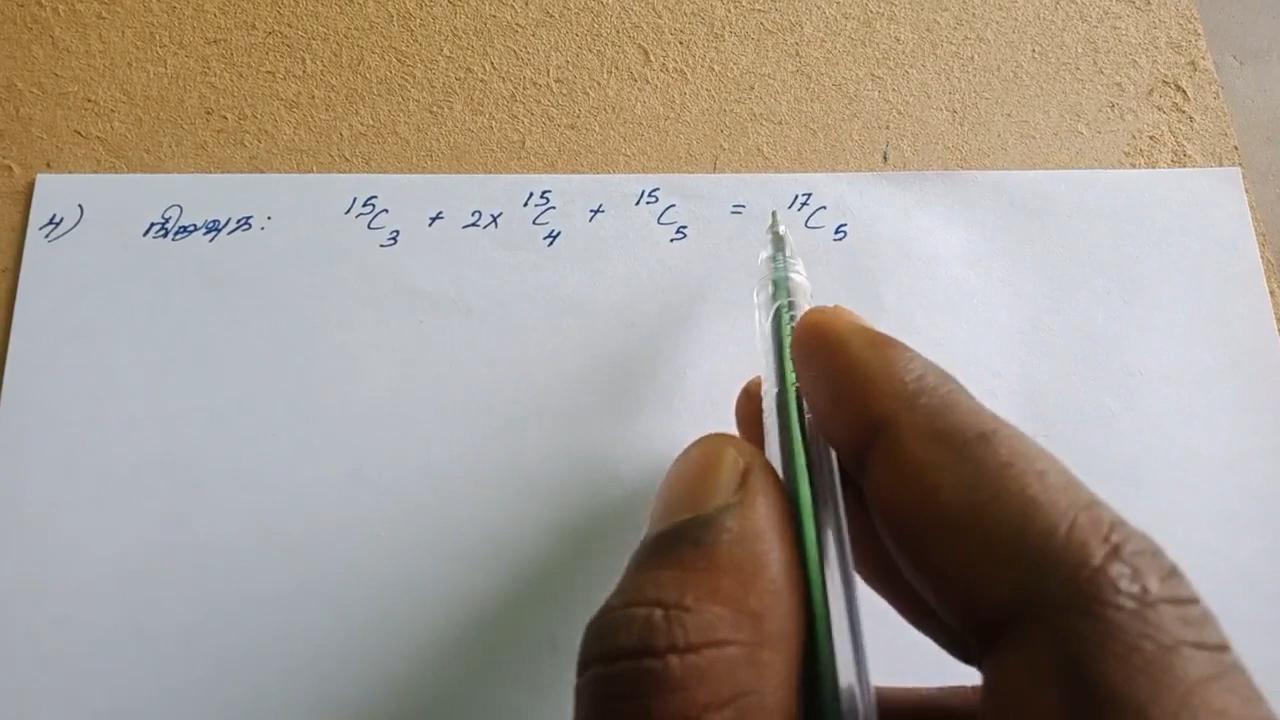 4) நிறுவுக: ¹⁵C₃ + 2x ¹⁵C₄ + ¹⁵C₅ = ¹⁷C₅